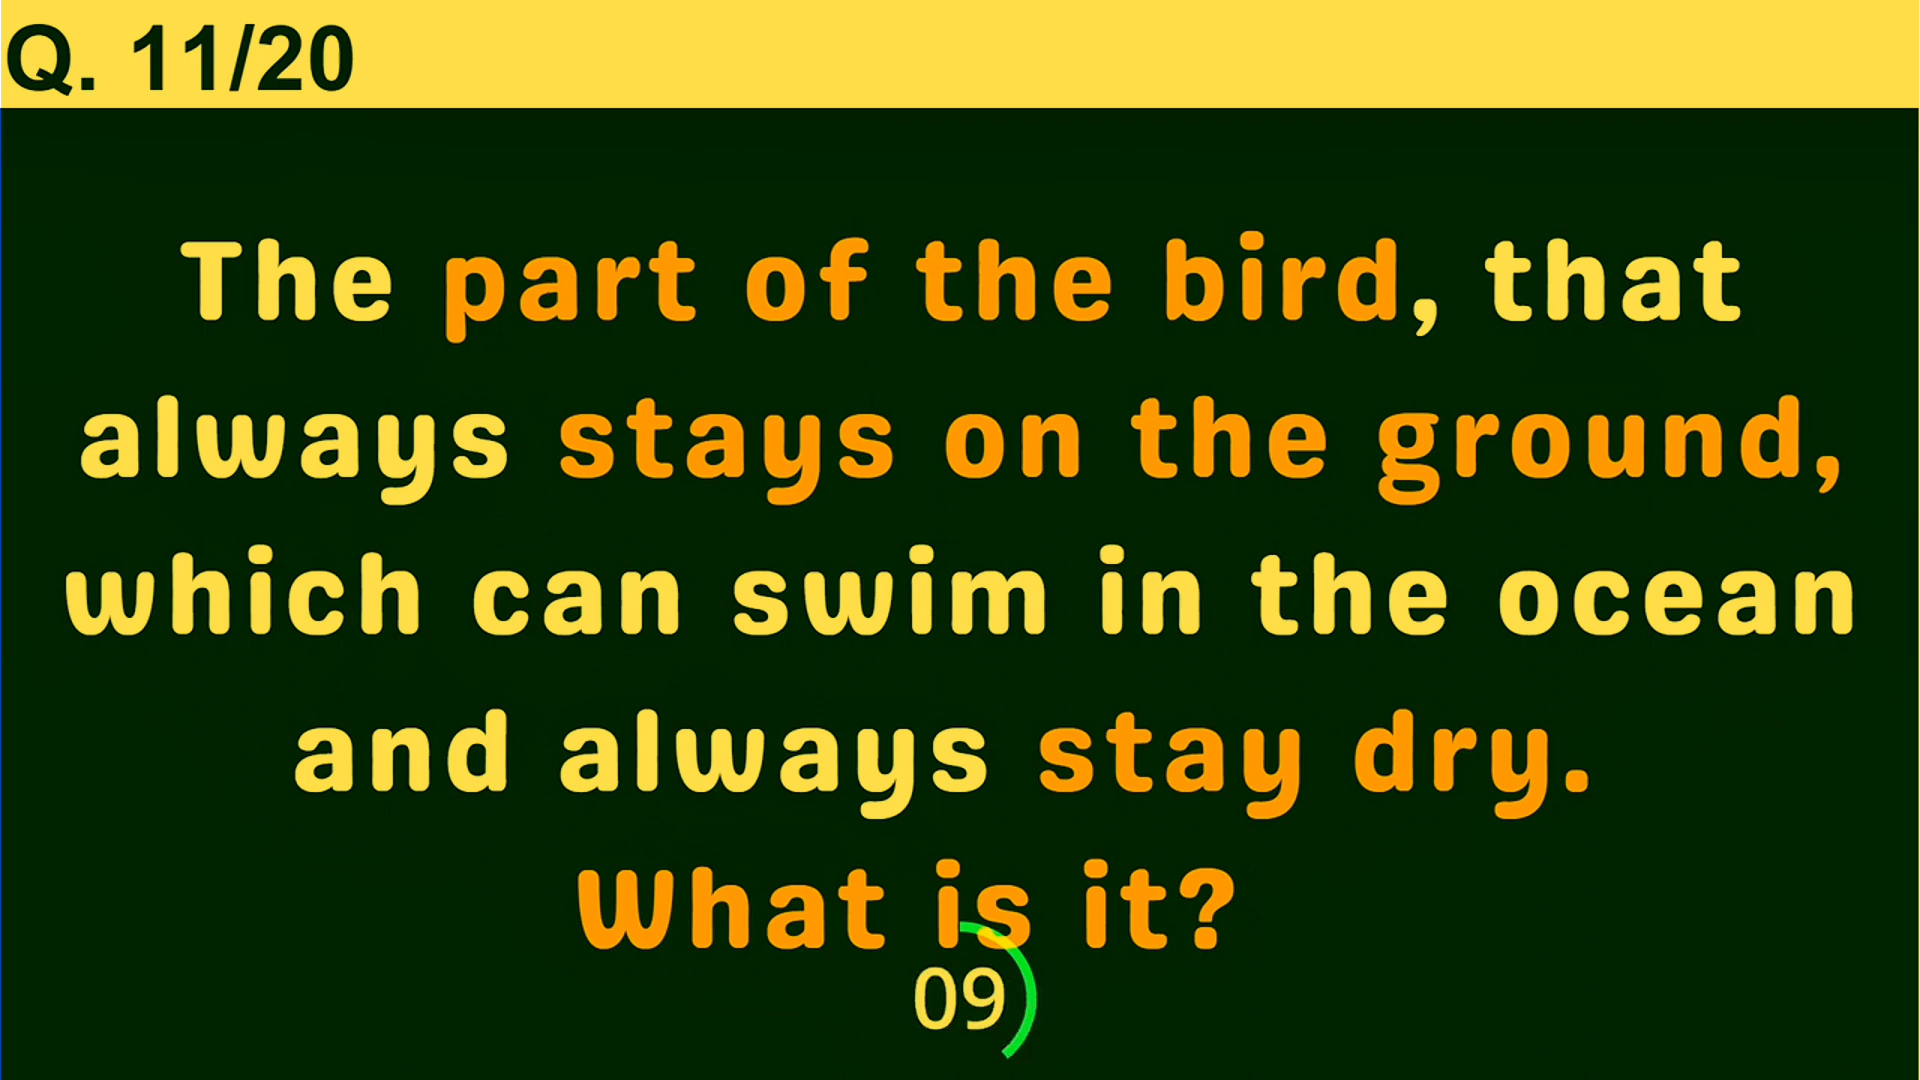 Q. 11/20
The part of the bird, that
always stays on the ground,
which can swim in the ocean
and always stay dry.
What is it?
09